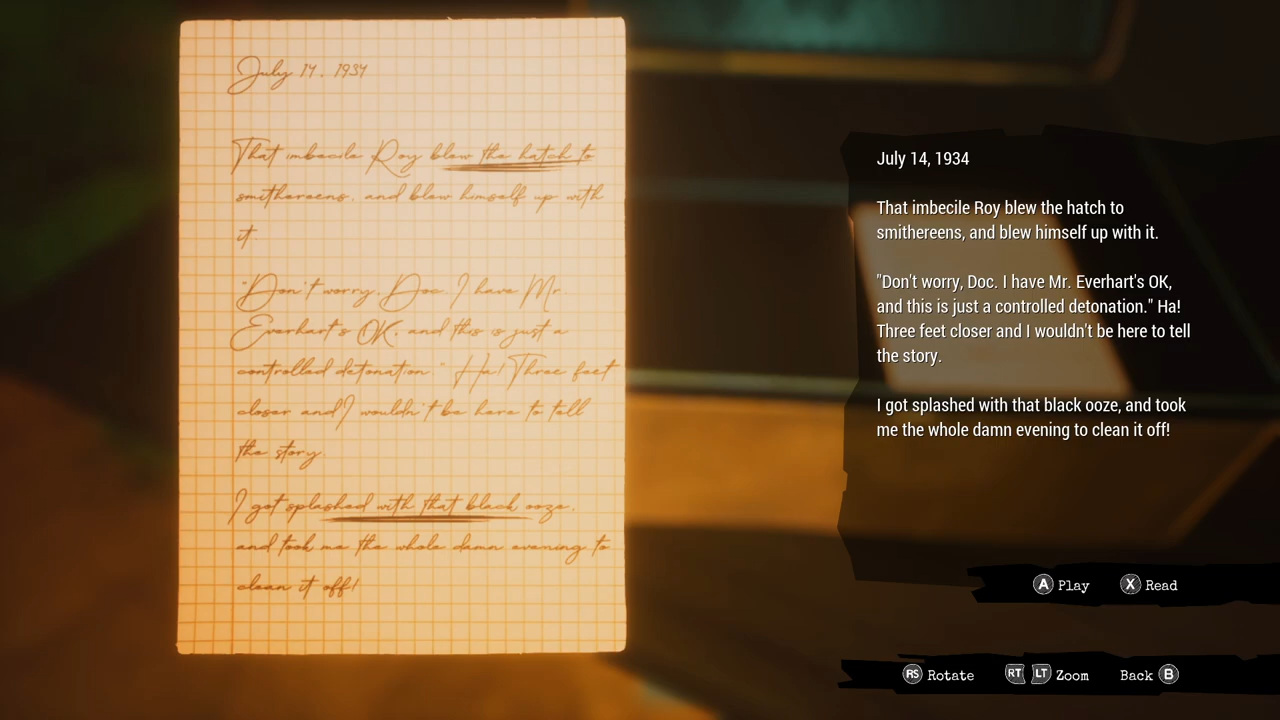 July 14, 1934
That imbecile Roy blew the hatch to
smithereens, and blew himself up with
it.
"Don't worry, Doc. I have Mr.
Everhart's OK, and this is just a
controlled detonation." Ha! Three feet
closer and I wouldn't be here to tell
the story.
I got splashed with that black ooze,
and took me the whole damn evening to
clean it off!
July 14, 1934
That imbecile Roy blew the hatch to
smithereens, and blew himself up with it.
"Don't worry, Doc. I have Mr. Everhart's OK,
and this is just a controlled detonation." Ha!
Three feet closer and I wouldn't be here to tell
the story.
I got splashed with that black ooze, and took
me the whole damn evening to clean it off!
A Play X Read
RS Rotate RT LT Zoom Back B